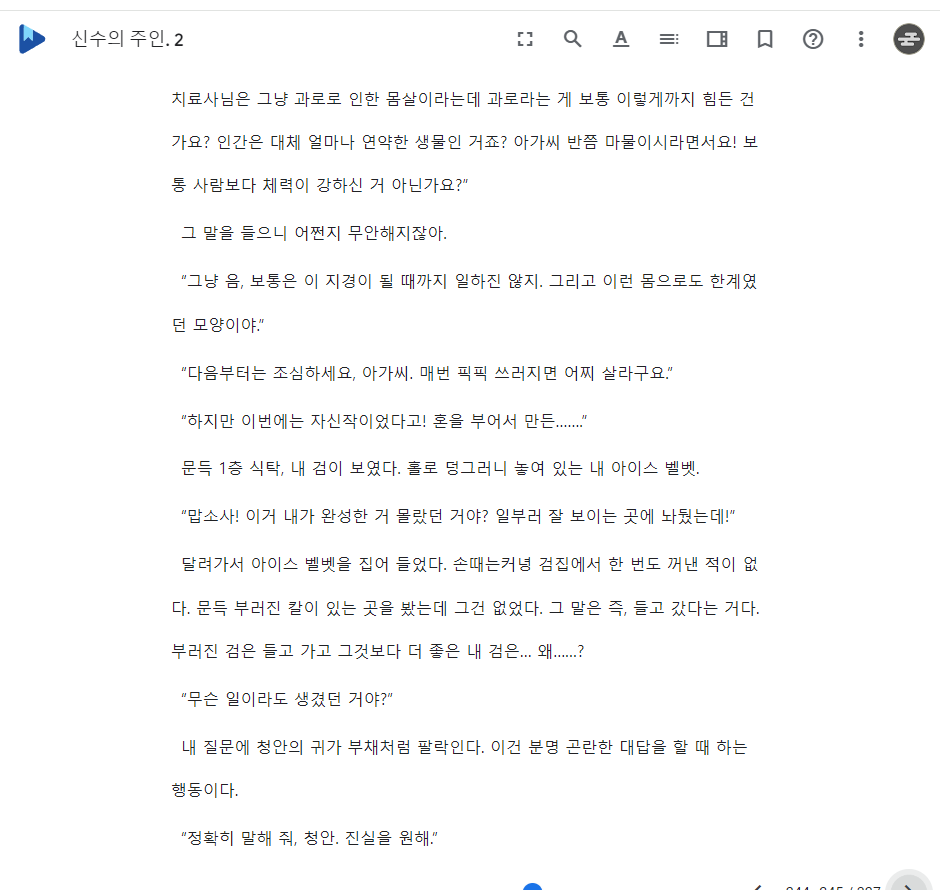 신수의 주인. 2
치료사님은 그냥 과로로 인한 몸살이라는데 과로라는 게 보통 이렇게까지 힘든 건
가요? 인간은 대체 얼마나 연약한 생물인 거죠? 아가씨 반쯤 마물이시라면서요! 보
통 사람보다 체력이 강하신 거 아닌가요?”
그 말을 들으니 어쩐지 무안해지잖아.
“그냥 음, 보통은 이 지경이 될 때까지 일하진 않지. 그리고 이런 몸으로도 한계였
던 모양이야.”
“다음부터는 조심하세요, 아가씨. 매번 픽픽 쓰러지면 어찌 살라구요.”
“하지만 이번에는 자신작이었다고! 혼을 부어서 만든…….”
문득 1층 식탁, 내 검이 보였다. 홀로 덩그러니 놓여 있는 내 아이스 벨벳.
“맙소사! 이거 내가 완성한 거 몰랐던 거야? 일부러 잘 보이는 곳에 놔뒀는데!”
달려가서 아이스 벨벳을 집어 들었다. 손때는커녕 검집에서 한 번도 꺼낸 적이 없
다. 문득 부러진 칼이 있는 곳을 봤는데 그건 없었다. 그 말은 즉, 들고 갔다는 거다.
부러진 검은 들고 가고 그것보다 더 좋은 내 검은… 왜……?
“무슨 일이라도 생겼던 거야?”
내 질문에 청안의 귀가 부채처럼 팔락인다. 이건 분명 곤란한 대답을 할 때 하는
행동이다.
“정확히 말해 줘, 청안. 진실을 원해.”